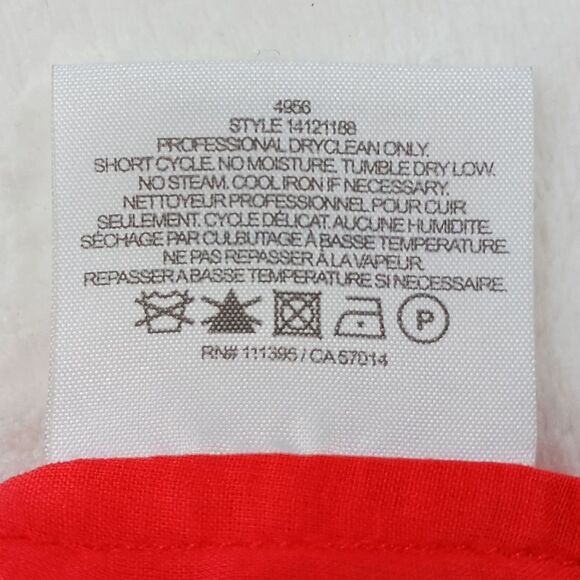 4956
STYLE 14121188
PROFESSIONAL DRYCLEAN ONLY.
SHORT CYCLE. NO MOISTURE. TUMBLE DRY LOW.
NO STEAM. COOL IRON IF NECESSARY.
NETTOYEUR PROFESSIONNEL POUR CUIR
SEULEMENT. CYCLE DÉLICAT. AUCUNE HUMIDITE.
SÉCHAGE PAR CULBUTAGE À BASSE TEMPERATURE.
NE PAS REPASSER À LA VAPEUR.
REPASSER A BASSE TEMPERATURE SI NECESSAIRE.
P
RN# 111395 / CA 57014